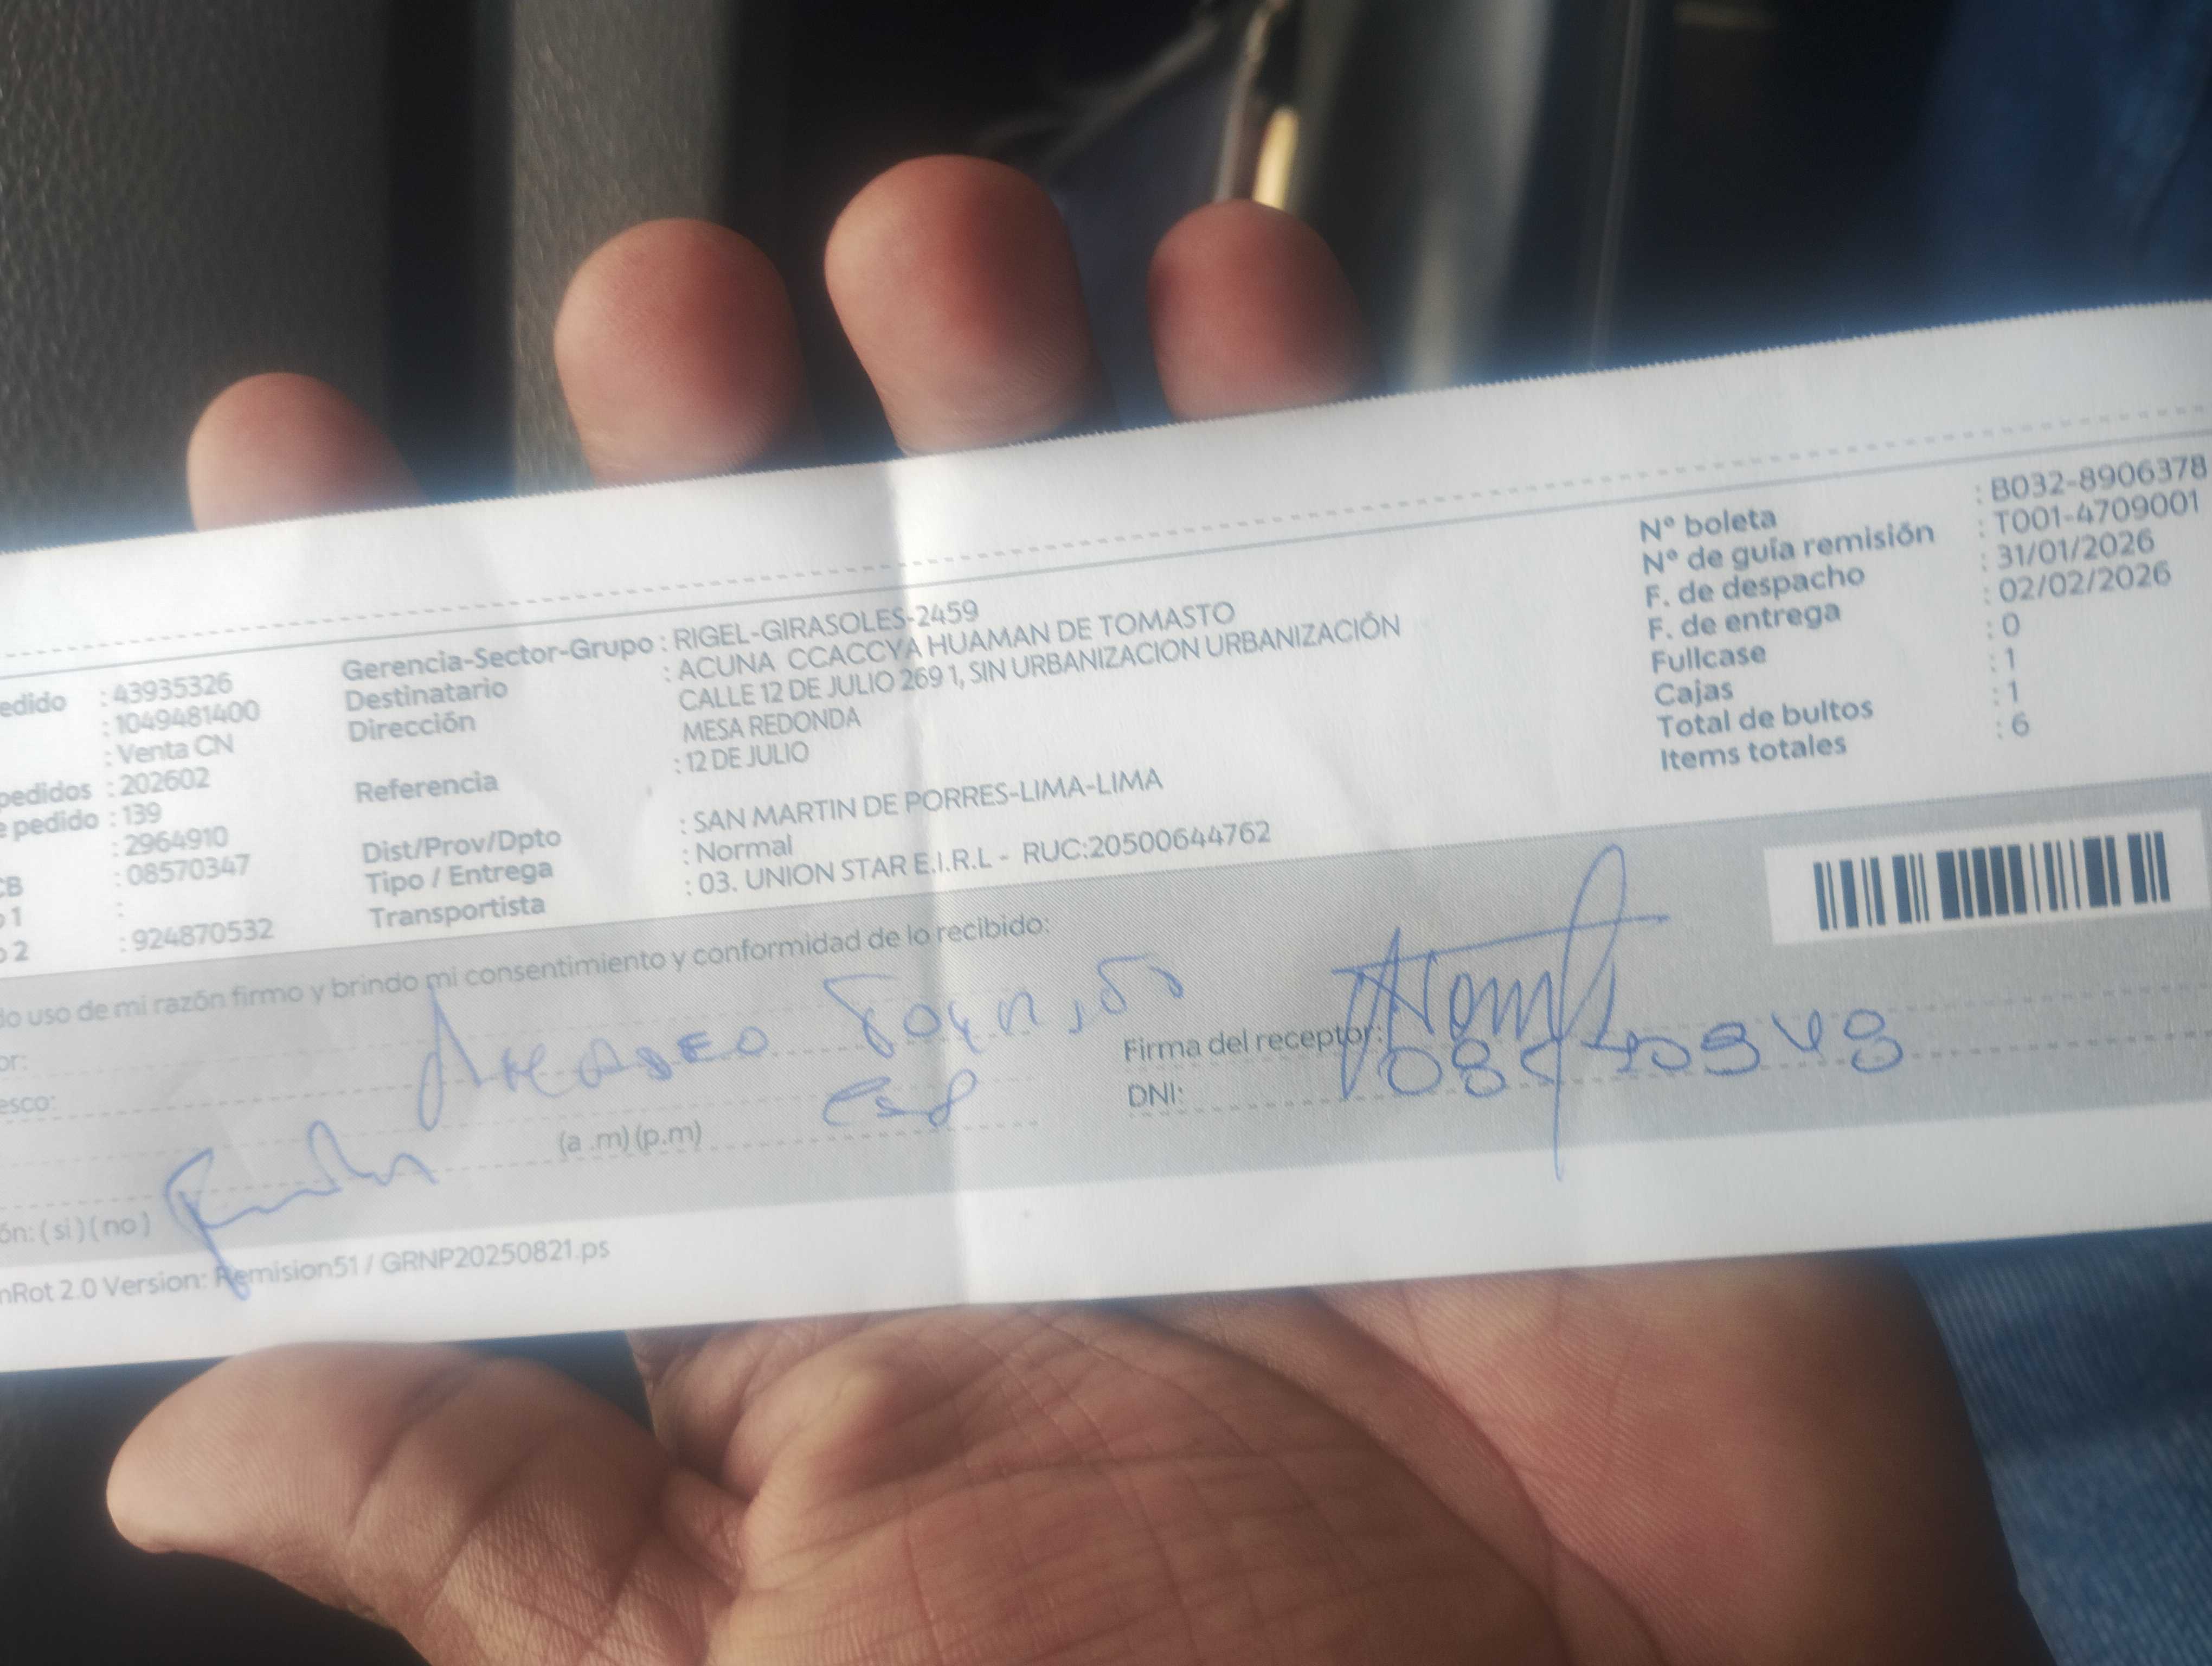 edido : 43935326
: 1049481400
: Venta CN
pedidos : 202602
e pedido : 139
: 2964910
CB : 08570347
o 1 :
o 2 : 924870532
Gerencia-Sector-Grupo : RIGEL-GIRASOLES-2459
Destinatario : ACUNA CCACCYA HUAMAN DE TOMASTO
Dirección CALLE 12 DE JULIO 269 1, SIN URBANIZACION URBANIZACIÓN
MESA REDONDA
Referencia : 12 DE JULIO
Dist/Prov/Dpto : SAN MARTIN DE PORRES-LIMA-LIMA
Tipo / Entrega : Normal
Transportista : 03. UNION STAR E.I.R.L - RUC:20500644762
Nº boleta : B032-8906378
Nº de guía remisión : T001-4709001
F. de despacho : 31/01/2026
F. de entrega : 02/02/2026
Fullcase : 0
Cajas : 1
Total de bultos : 1
Items totales : 6
do uso de mi razón firmo y brindo mi consentimiento y conformidad de lo recibido:
or:
Firma del receptor:
esco:
DNI:
(a .m) (p.m)
ón: ( si ) ( no )
nRot 2.0 Version: Remision51 / GRNP20250821.ps